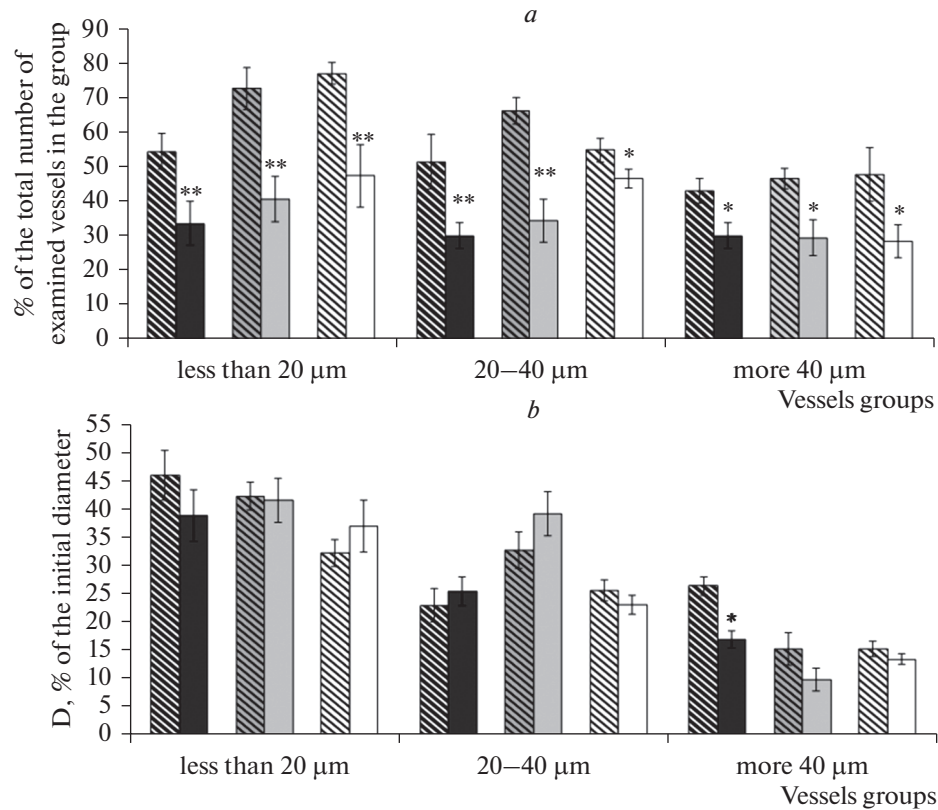 a
% of the total number of
examined vessels in the group
90
80
70
60
50
40
30
20
10
0
**
**
**
**
**
*
*
*
*
less than 20 μm
20–40 μm
more 40 μm
Vessels groups
b
D, % of the initial diameter
55
50
45
40
35
30
25
20
15
10
5
0
*
less than 20 μm
20–40 μm
more 40 μm
Vessels groups